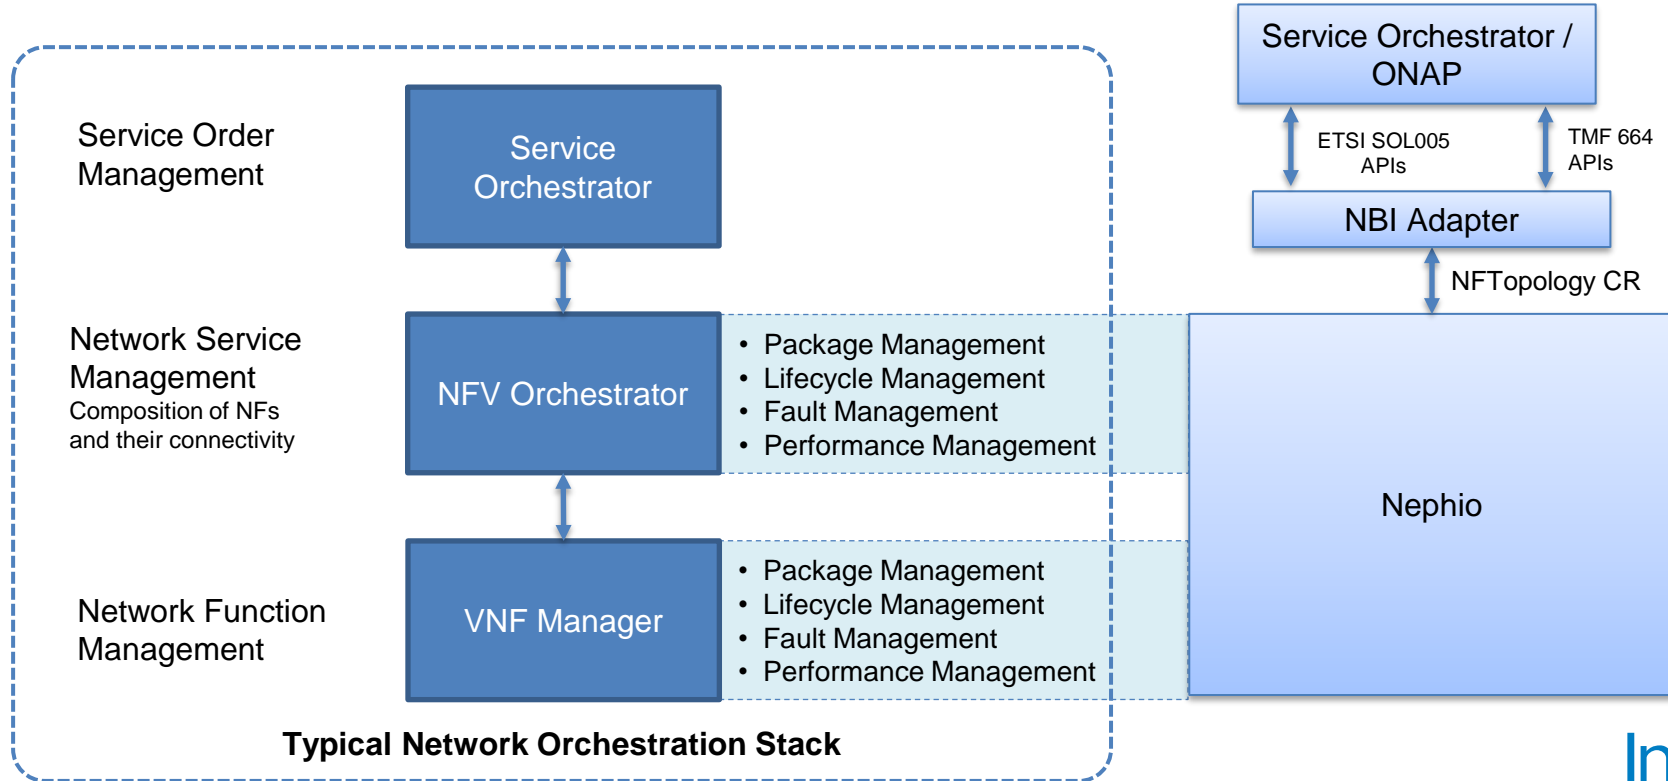 Service Order
Management
Service
Orchestrator
Network Service
Management
Composition of NFs
and their connectivity
NFV Orchestrator
• Package Management
• Lifecycle Management
• Fault Management
• Performance Management
Network Function
Management
VNF Manager
• Package Management
• Lifecycle Management
• Fault Management
• Performance Management
Typical Network Orchestration Stack
Service Orchestrator /
ONAP
ETSI SOL005
APIs
TMF 664
APIs
NBI Adapter
NFTopology CR
Nephio